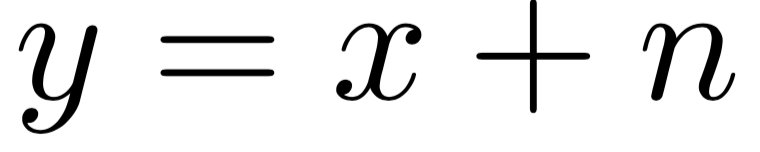 y = x + n